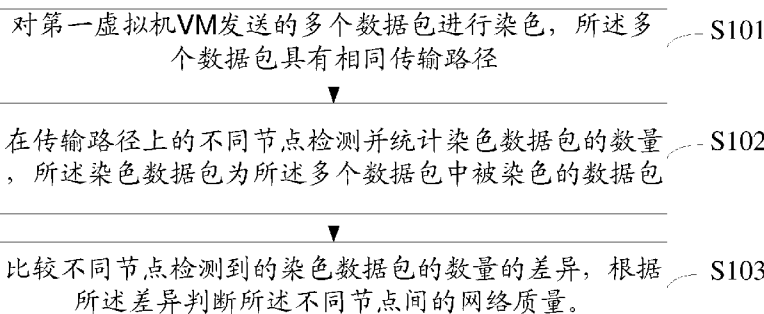 对第一虚拟机VM发送的多个数据包进行染色，所述多
个数据包具有相同传输路径
S101
在传输路径上的不同节点检测并统计染色数据包的数量
，所述染色数据包为所述多个数据包中被染色的数据包
S102
比较不同节点检测到的染色数据包的数量的差异，根据
所述差异判断所述不同节点间的网络质量。
S103